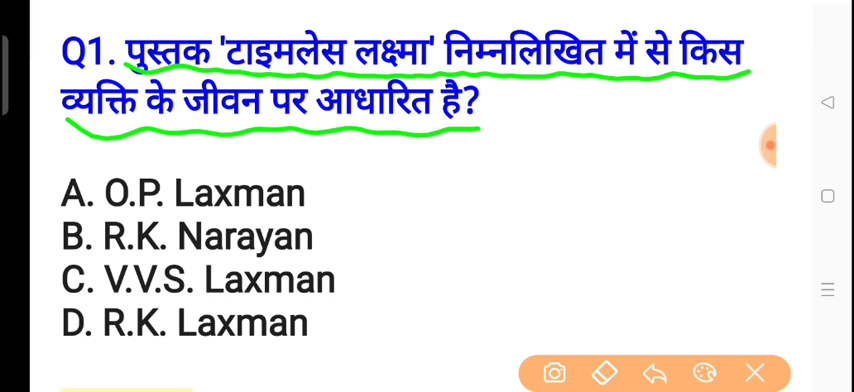 Q1. पुस्तक 'टाइमलेस लक्ष्मा' निम्नलिखित में से किस
व्यक्ति के जीवन पर आधारित है?
A. O.P. Laxman
B. R.K. Narayan
C. V.V.S. Laxman
D. R.K. Laxman